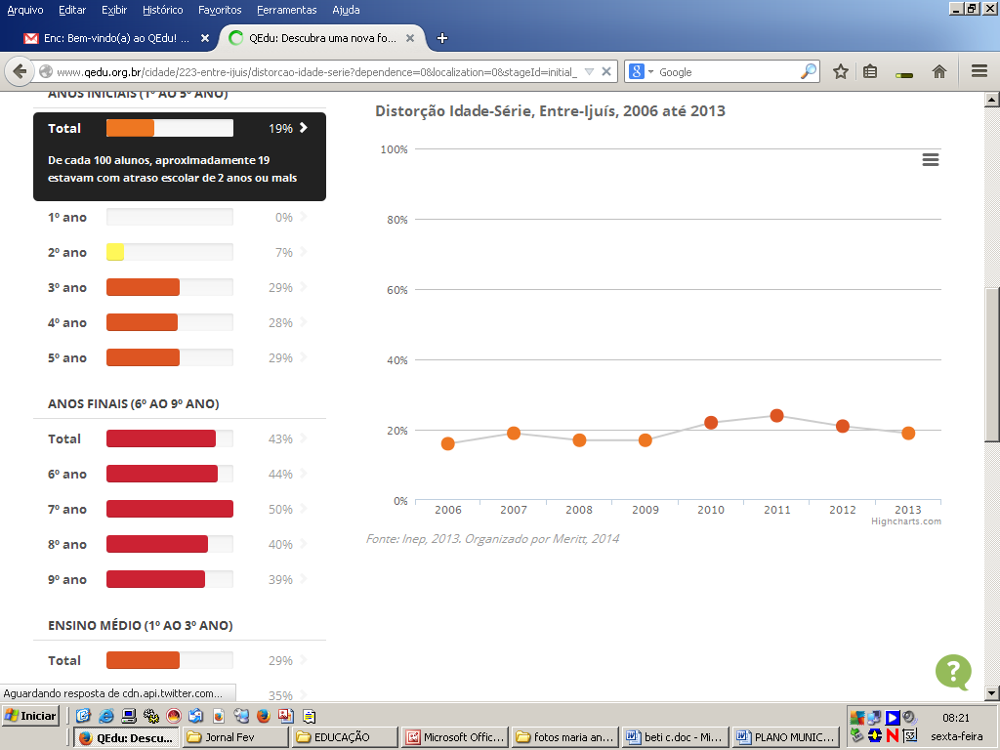 Arquivo Editar Exibir Histórico Favoritos Ferramentas Ajuda
Enc: Bem-vindo(a) ao QEdu! ... × QEdu: Descubra uma nova fo... × +
www.qedu.org.br/cidade/223-entre-ijuis/distorcao-idade-serie?dependence=0&localization=0&stageId=initial_ Google
ANOS INICIAIS (1º AO 5º ANO)
Total 19%
De cada 100 alunos, aproximadamente 19
estavam com atraso escolar de 2 anos ou mais
1º ano 0%
2º ano 7%
3º ano 29%
4º ano 28%
5º ano 29%
ANOS FINAIS (6º AO 9º ANO)
Total 43%
6º ano 44%
7º ano 50%
8º ano 40%
9º ano 39%
ENSINO MÉDIO (1º AO 3º ANO)
Total 29%
35%
Distorção Idade-Série, Entre-Ijuís, 2006 até 2013
100%
80%
60%
40%
20%
0%
2006 2007 2008 2009 2010 2011 2012 2013
Highcharts.com
Fonte: Inep, 2013. Organizado por Meritt, 2014
?
Aguardando resposta de cdn.api.twitter.com...
Iniciar
QEdu: Descu... Jornal Fev EDUCAÇÃO Microsoft Offic... fotos maria an... beti c.doc - Mi... PLANO MUNIC...
08:21
sexta-feira